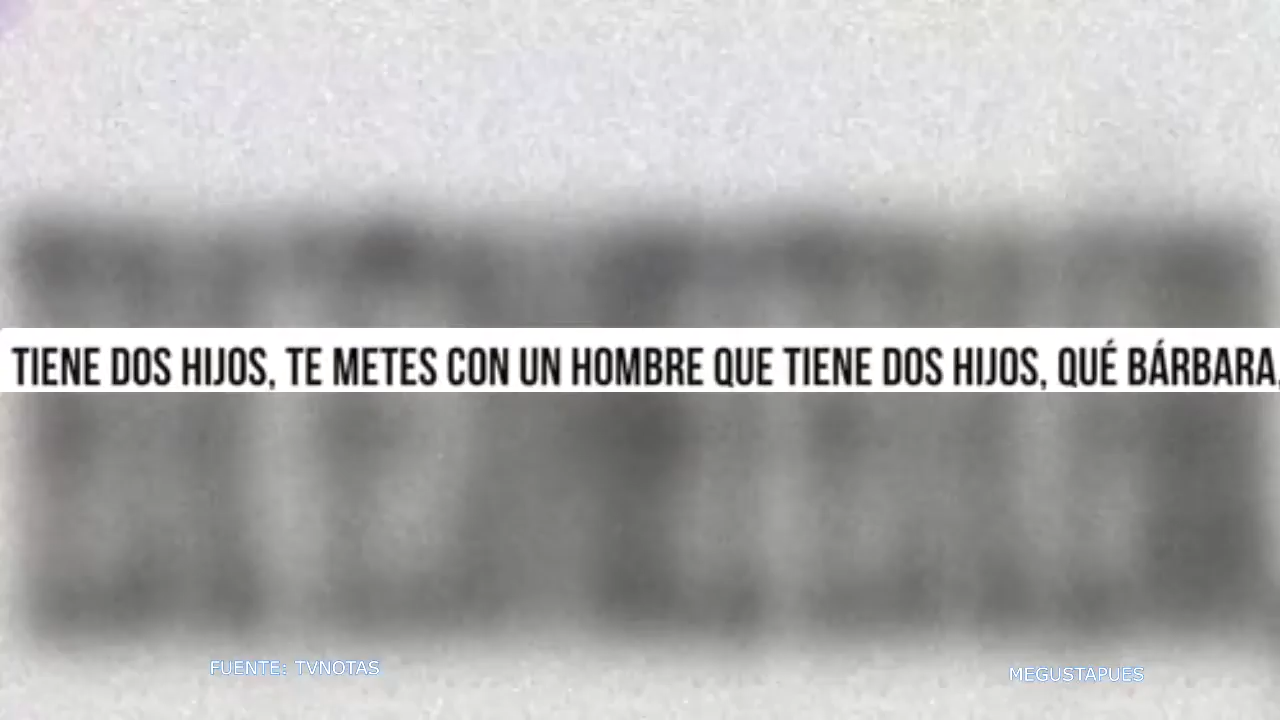 TIENE DOS HIJOS, TE METES CON UN HOMBRE QUE TIENE DOS HIJOS, QUÉ BÁRBARA,
FUENTE: TVNOTAS
MEGUSTAPUES